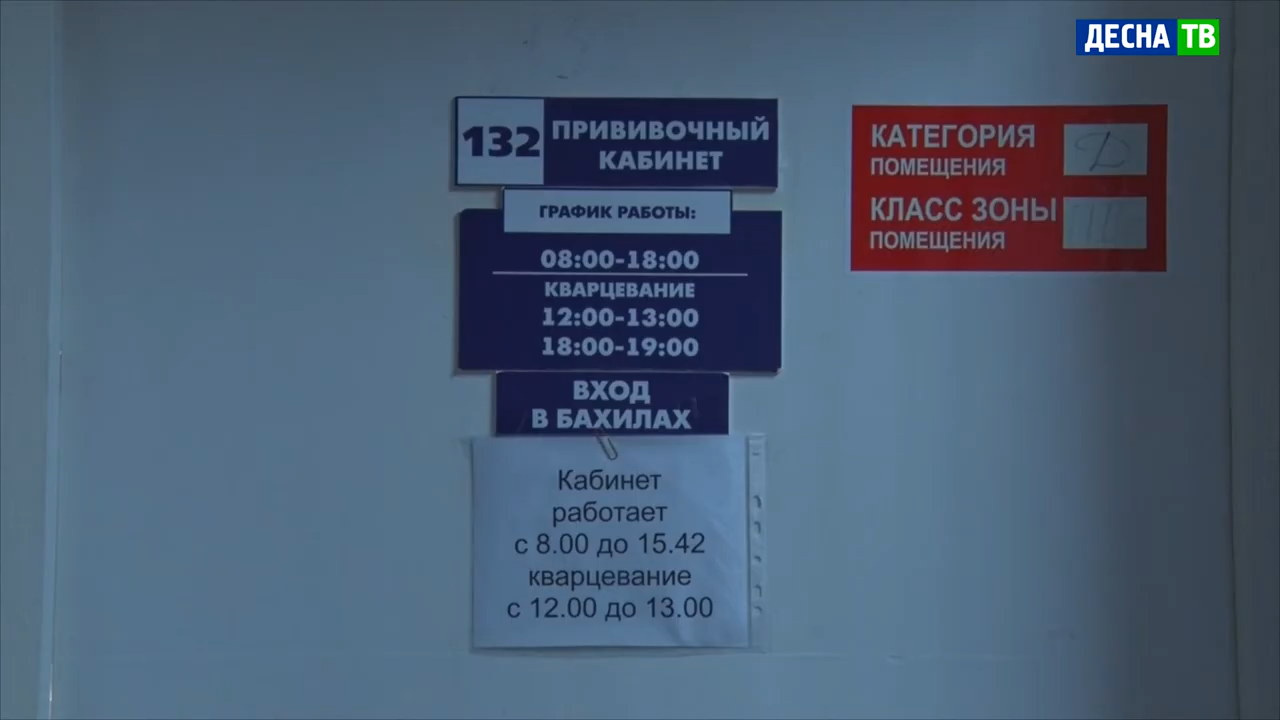 ДЕСНА ТВ
132 ПРИВИВОЧНЫЙ
КАБИНЕТ
ГРАФИК РАБОТЫ:
08:00-18:00
КВАРЦЕВАНИЕ
12:00-13:00
18:00-19:00
ВХОД
В БАХИЛАХ
Кабинет
работает
с 8.00 до 15.42
кварцевание
с 12.00 до 13.00
КАТЕГОРИЯ
ПОМЕЩЕНИЯ
Д
КЛАСС ЗОНЫ
ПОМЕЩЕНИЯ